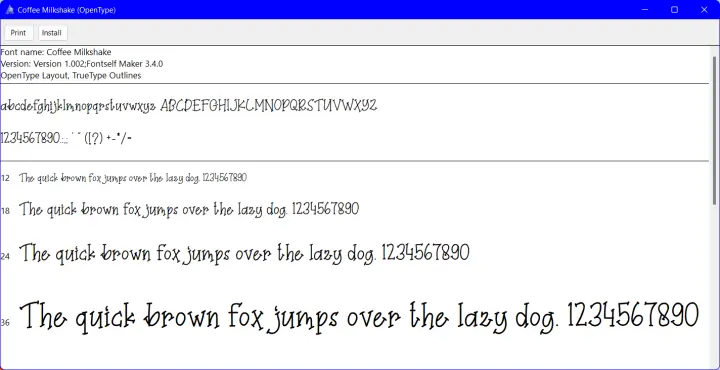 Coffee Milkshake (OpenType)
Print Install
Font name: Coffee Milkshake
Version: Version 1.002;Fontself Maker 3.4.0
OpenType Layout, TrueType Outlines
abcdefghijklmnopqrstuvwxyz ABCDEFGHIJKLMNOPQRSTUVWXYZ
1234567890.:,; ' " (!?) +-*/=
12 The quick brown fox jumps over the lazy dog. 1234567890
18 The quick brown fox jumps over the lazy dog. 1234567890
24 The quick brown fox jumps over the lazy dog. 1234567890
36 The quick brown fox jumps over the lazy dog. 1234567890